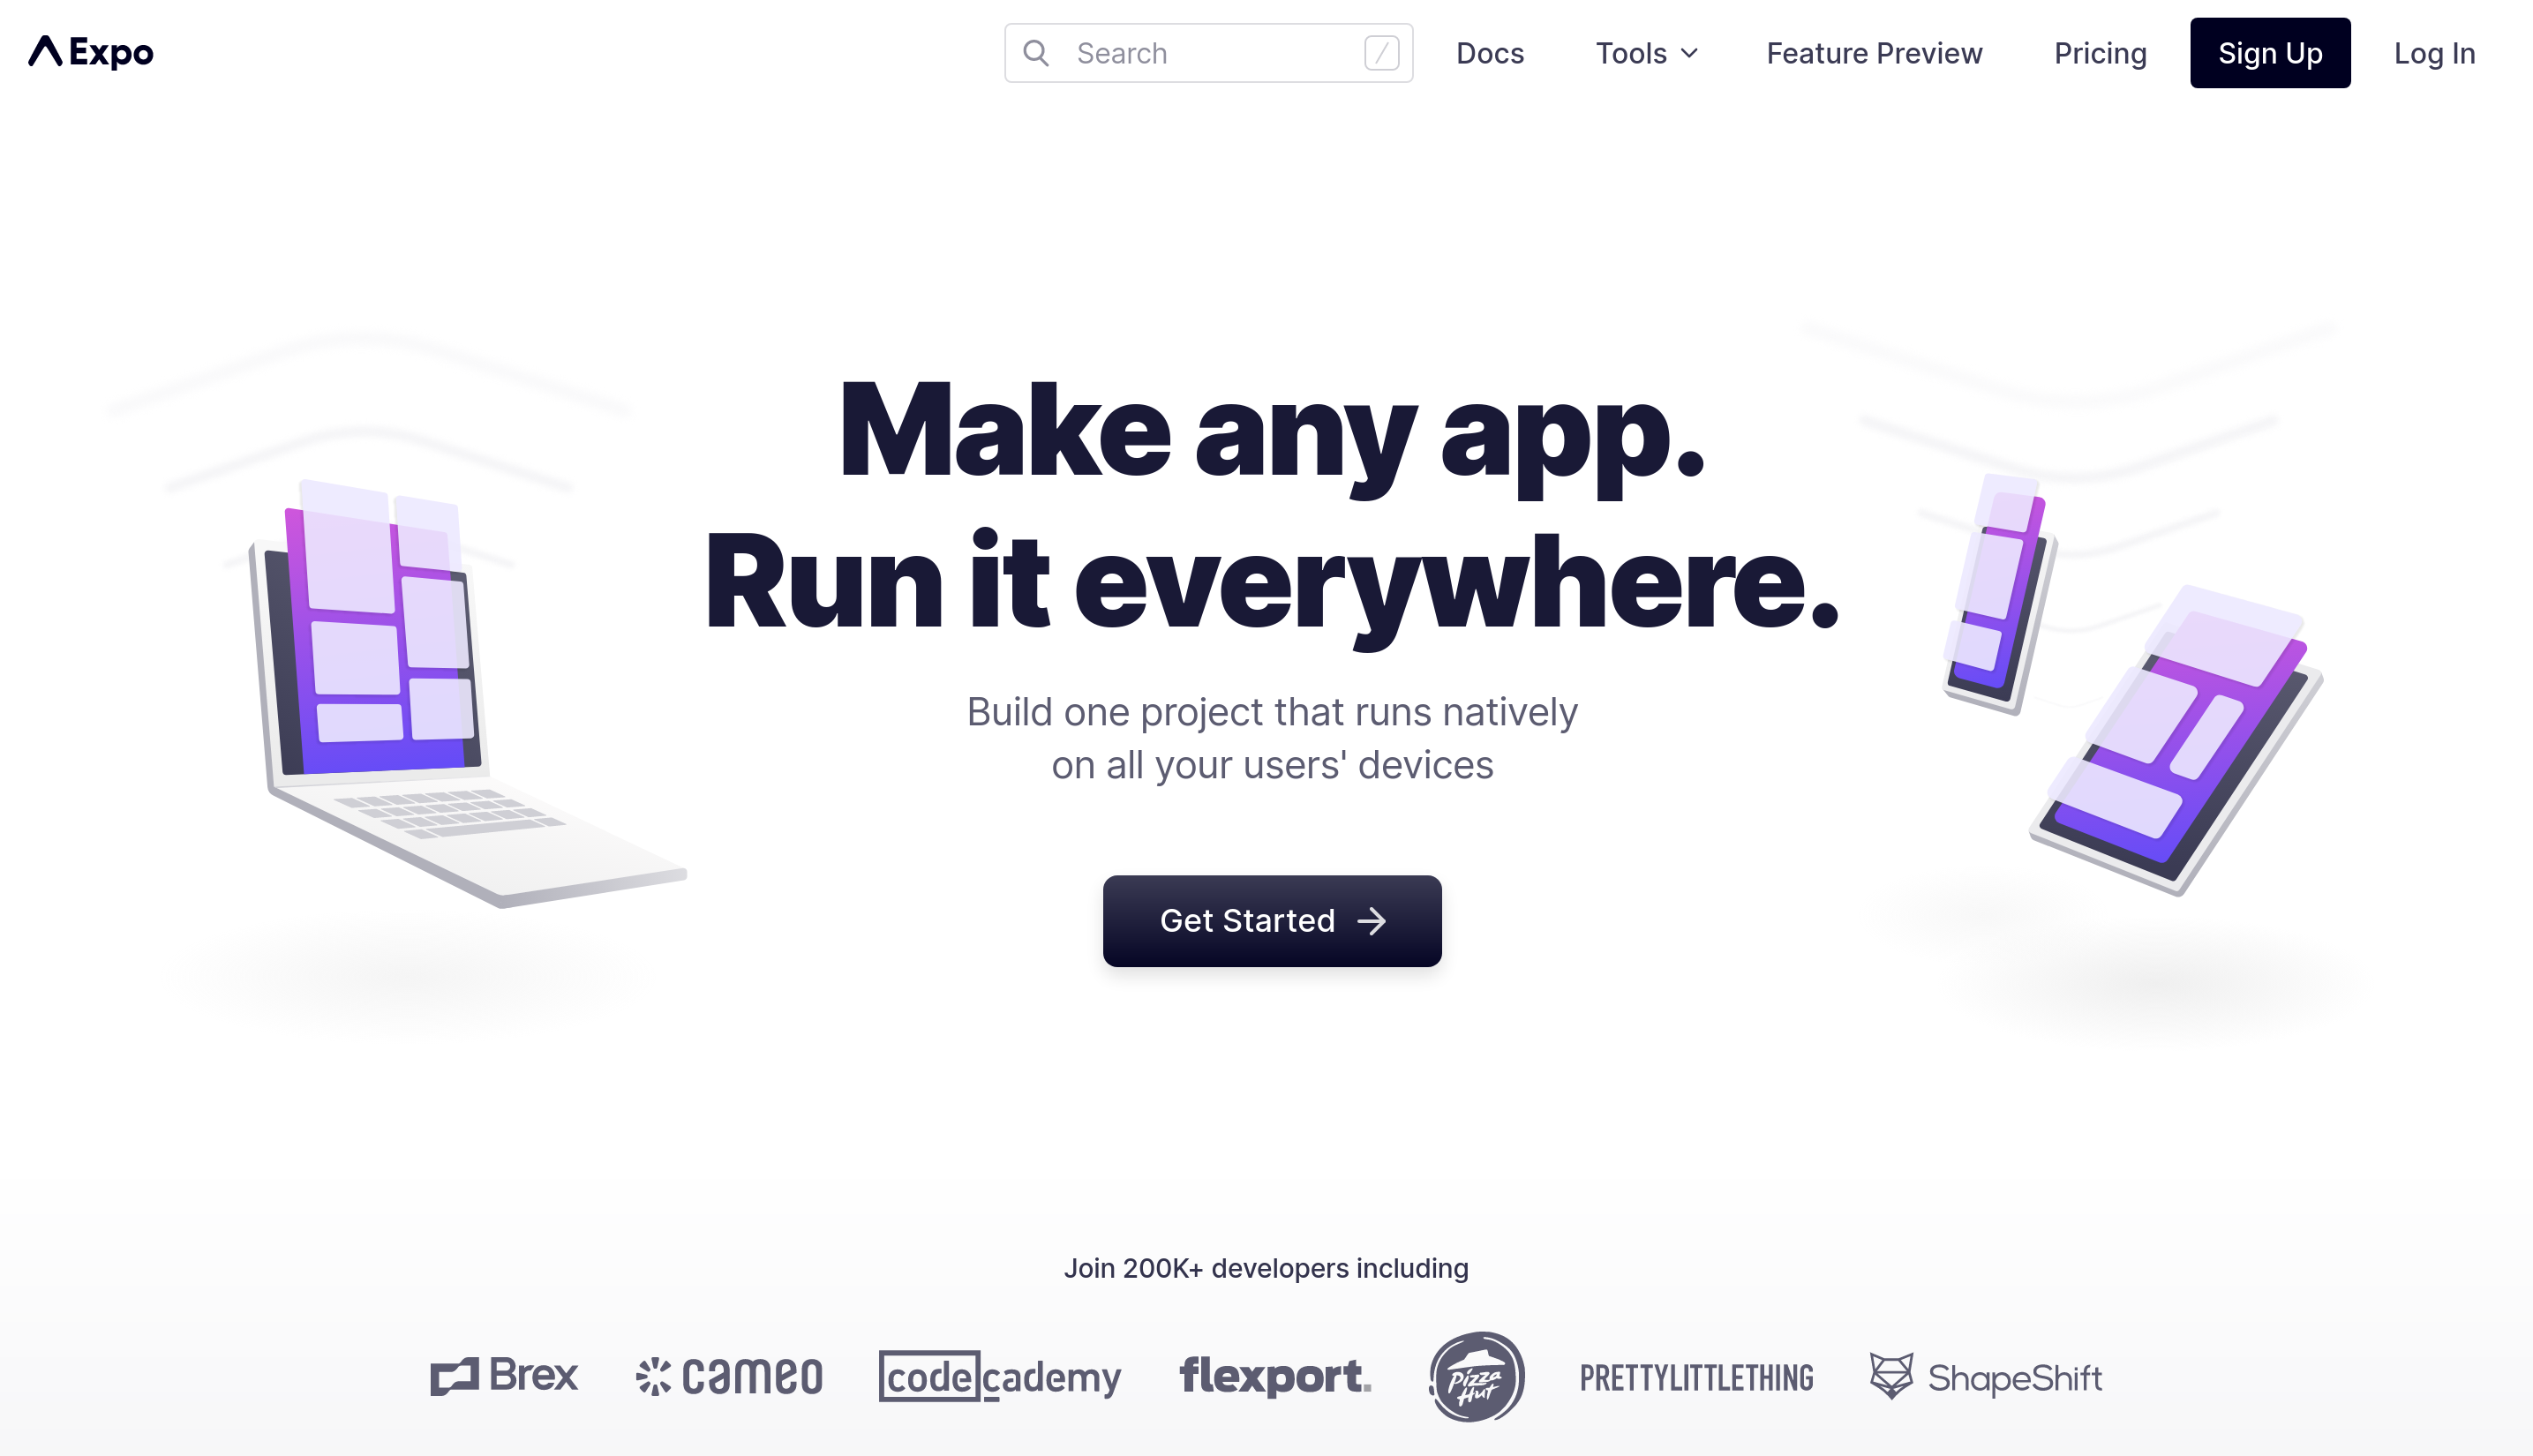 Expo
Search / Docs Tools Feature Preview Pricing Sign Up Log In
Make any app.
Run it everywhere.
Build one project that runs natively
on all your users' devices
Get Started
Join 200K+ developers including
Brex cameo codecademy flexport. Pizza Hut PRETTYLITTLETHING ShapeShift